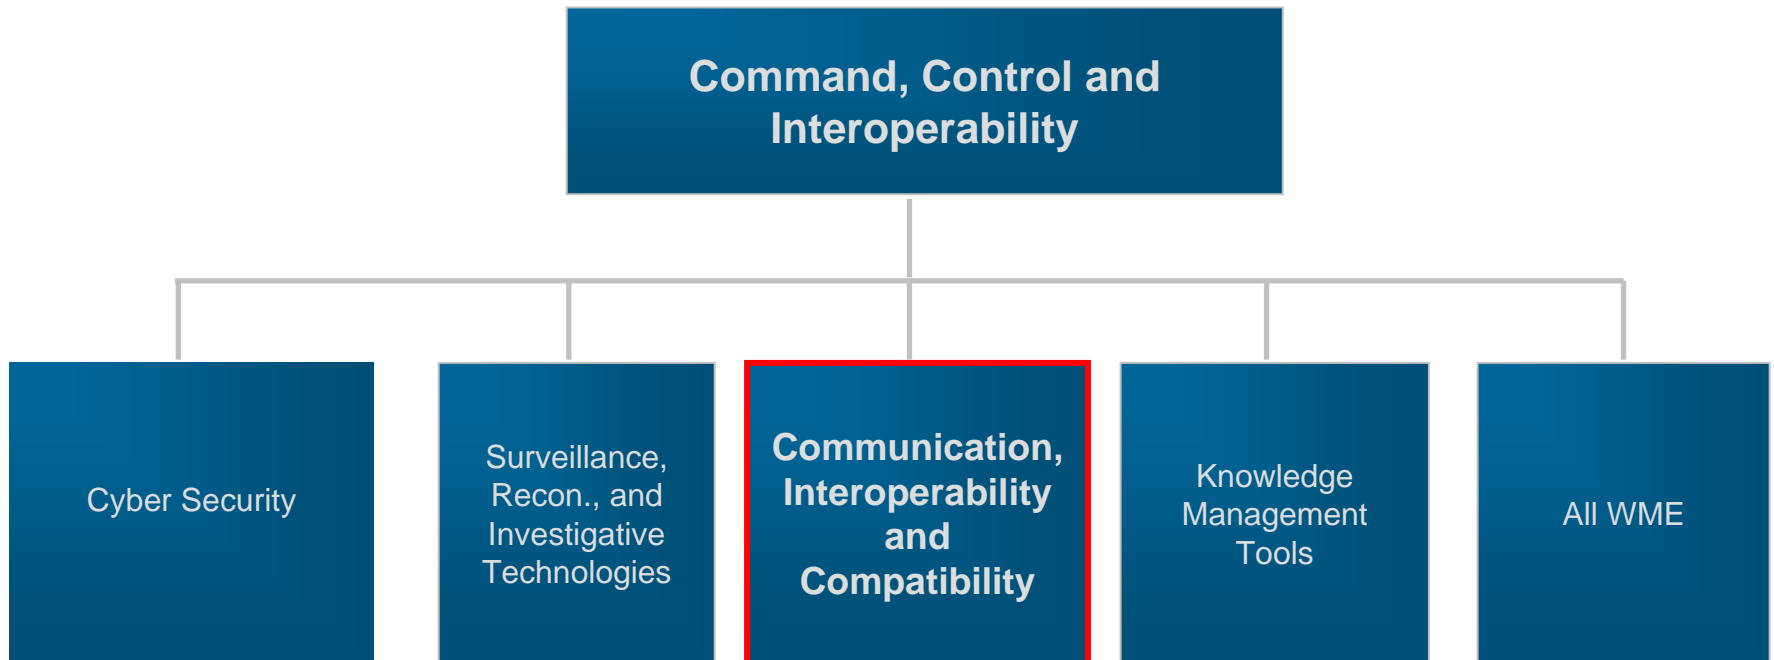 Command, Control and
Interoperability
Cyber Security
Surveillance,
Recon., and
Investigative
Technologies
Communication,
Interoperability
and
Compatibility
Knowledge
Management
Tools
All WME